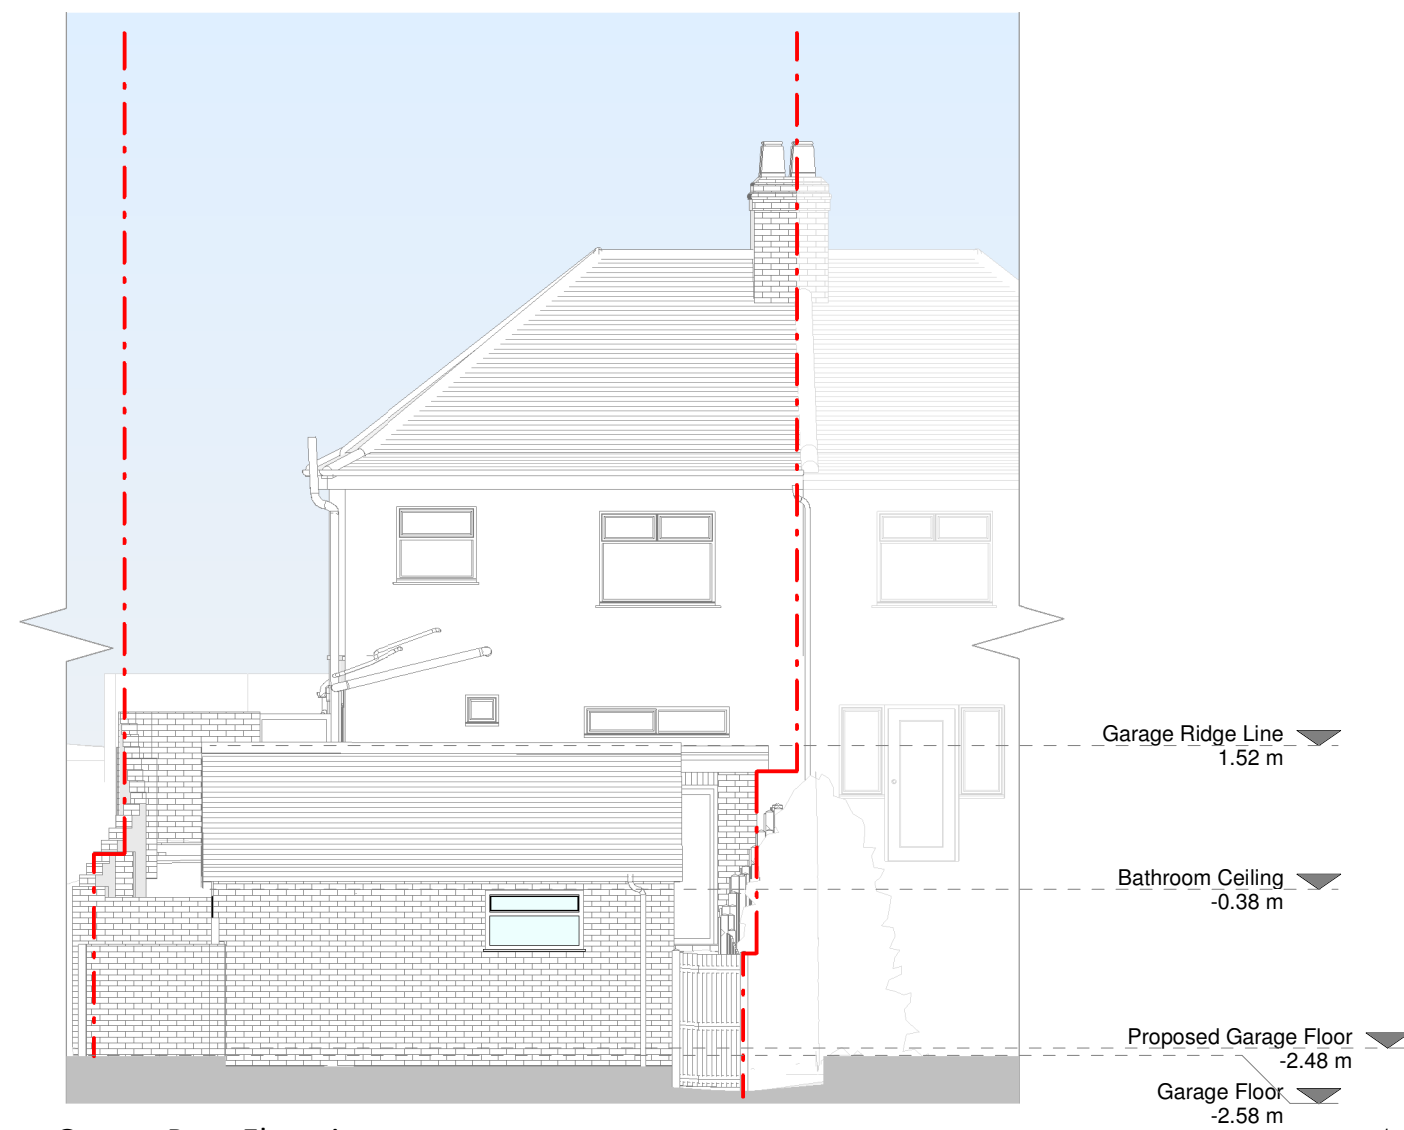 Garage Ridge Line
1.52 m
Bathroom Ceiling
-0.38 m
Proposed Garage Floor
-2.48 m
Garage Floor
-2.58 m